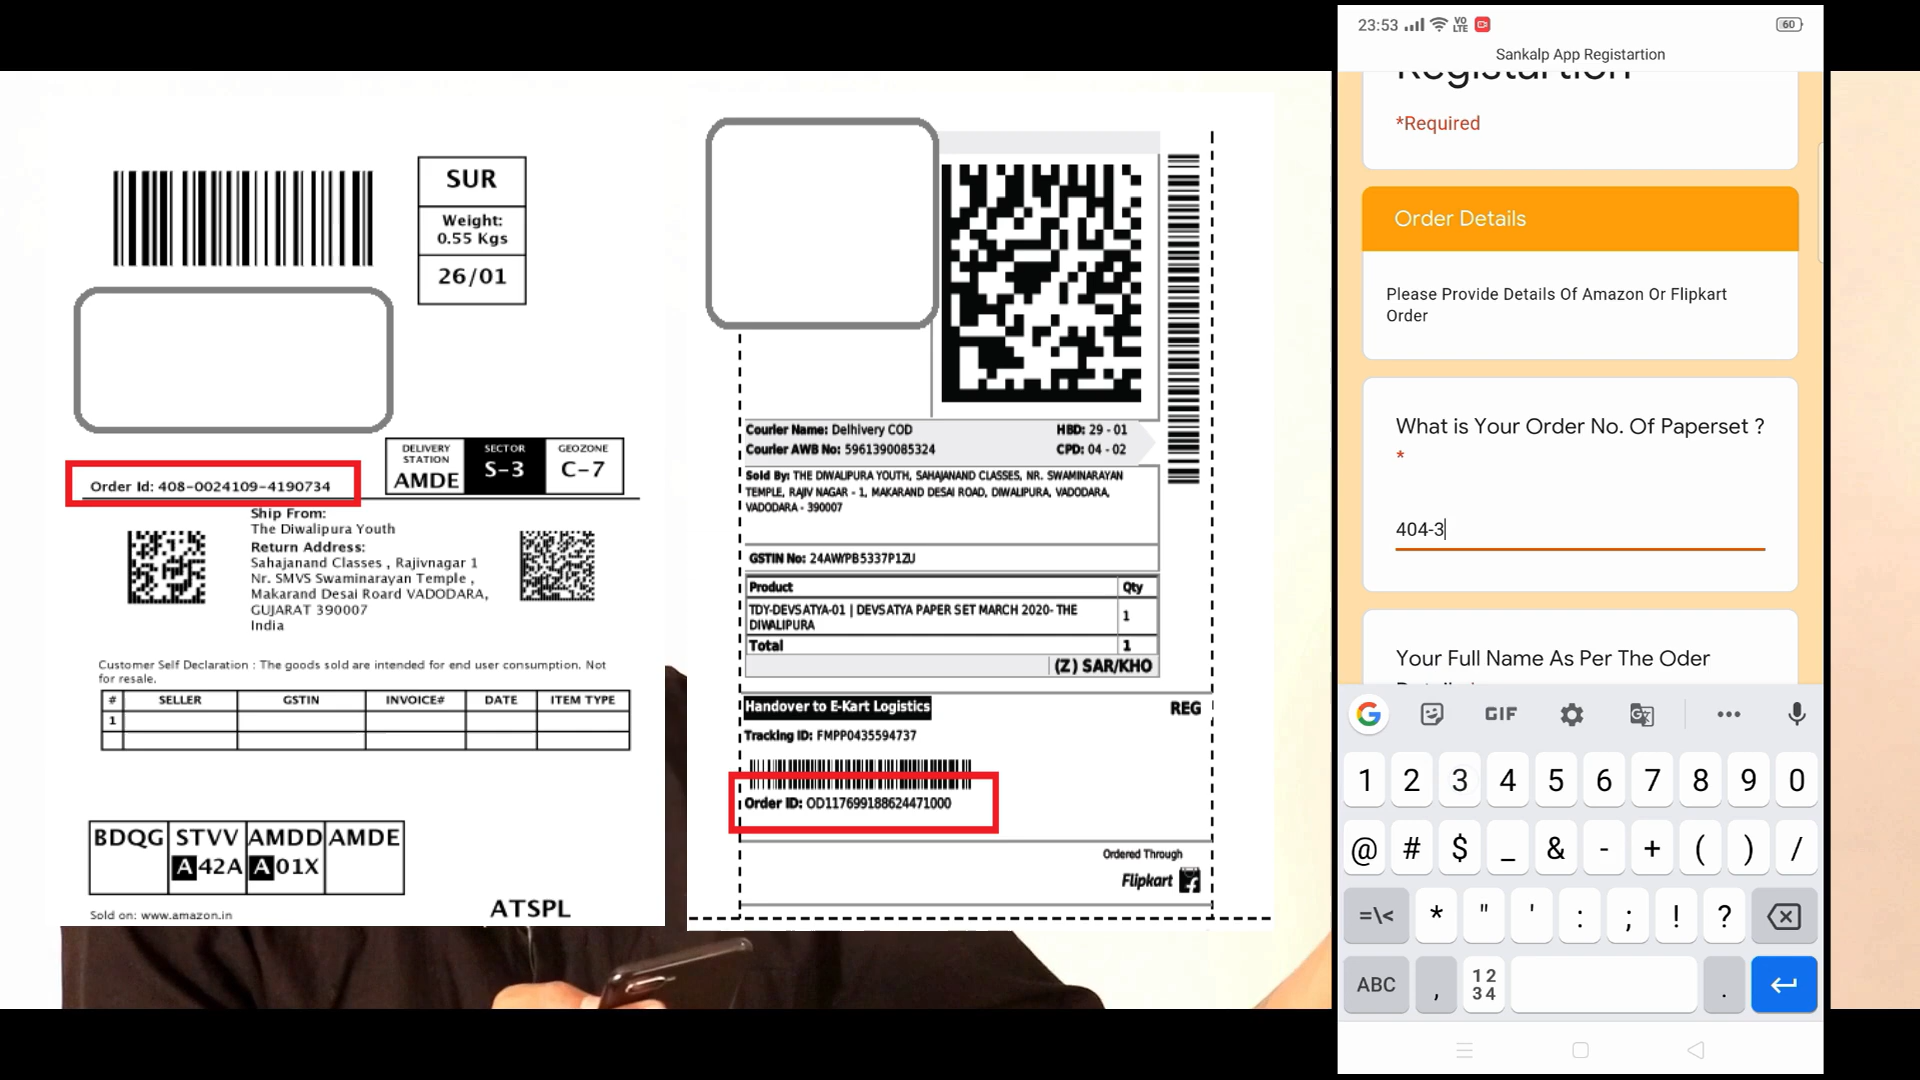 SUR
Weight:
0.55 Kgs
26/01
DELIVERY
STATION
AMDE
SECTOR
S-3
GEOZONE
C-7
Order Id: 408-0024109-4190734
Ship From:
The Diwalipura Youth
Return Address:
Sahajanand Classes , Rajivnagar 1
Nr. SMVS Swaminarayan Temple ,
Makarand Desai Roard VADODARA,
GUJARAT 390007
India
Customer Self Declaration : The goods sold are intended for end user consumption. Not
for resale.
# SELLER GSTIN INVOICE# DATE ITEM TYPE
1
BDQG STVV AMDD AMDE
A 42A A 01X
ATSPL
Sold on: www.amazon.in
Courier Name: Delhivery COD HBD: 29 - 01
Courier AWB No: 5961390085324 CPD: 04 - 02
Sold By: THE DIWALIPURA YOUTH, SAHAJANAND CLASSES, NR. SWAMINARAYAN
TEMPLE, RAJIV NAGAR - 1, MAKARAND DESAI ROAD, DIWALIPURA, VADODARA,
VADODARA - 390007
GSTIN No: 24AWYPB5337P1ZU
Product Qty
TDY-DEVSATYA-01 | DEVSATYA PAPER SET MARCH 2020- THE
DIWALIPURA
1
Total 1
(Z) SAR/KHO
Handover to E-Kart Logistics REG
Tracking ID: FMPP0435594737
Order ID: OD117699188624471000
Ordered Through
Flipkart
23:53 VO LTE 60
Sankalp App Registartion
Registartion
*Required
Order Details
Please Provide Details Of Amazon Or Flipkart
Order
What is Your Order No. Of Paperset ?
*
404-3
Your Full Name As Per The Oder
G GIF
1 2 3 4 5 6 7 8 9 0
@ # $ _ & - + ( ) /
=\< * " ' : ; ! ?
ABC , 12 34 .